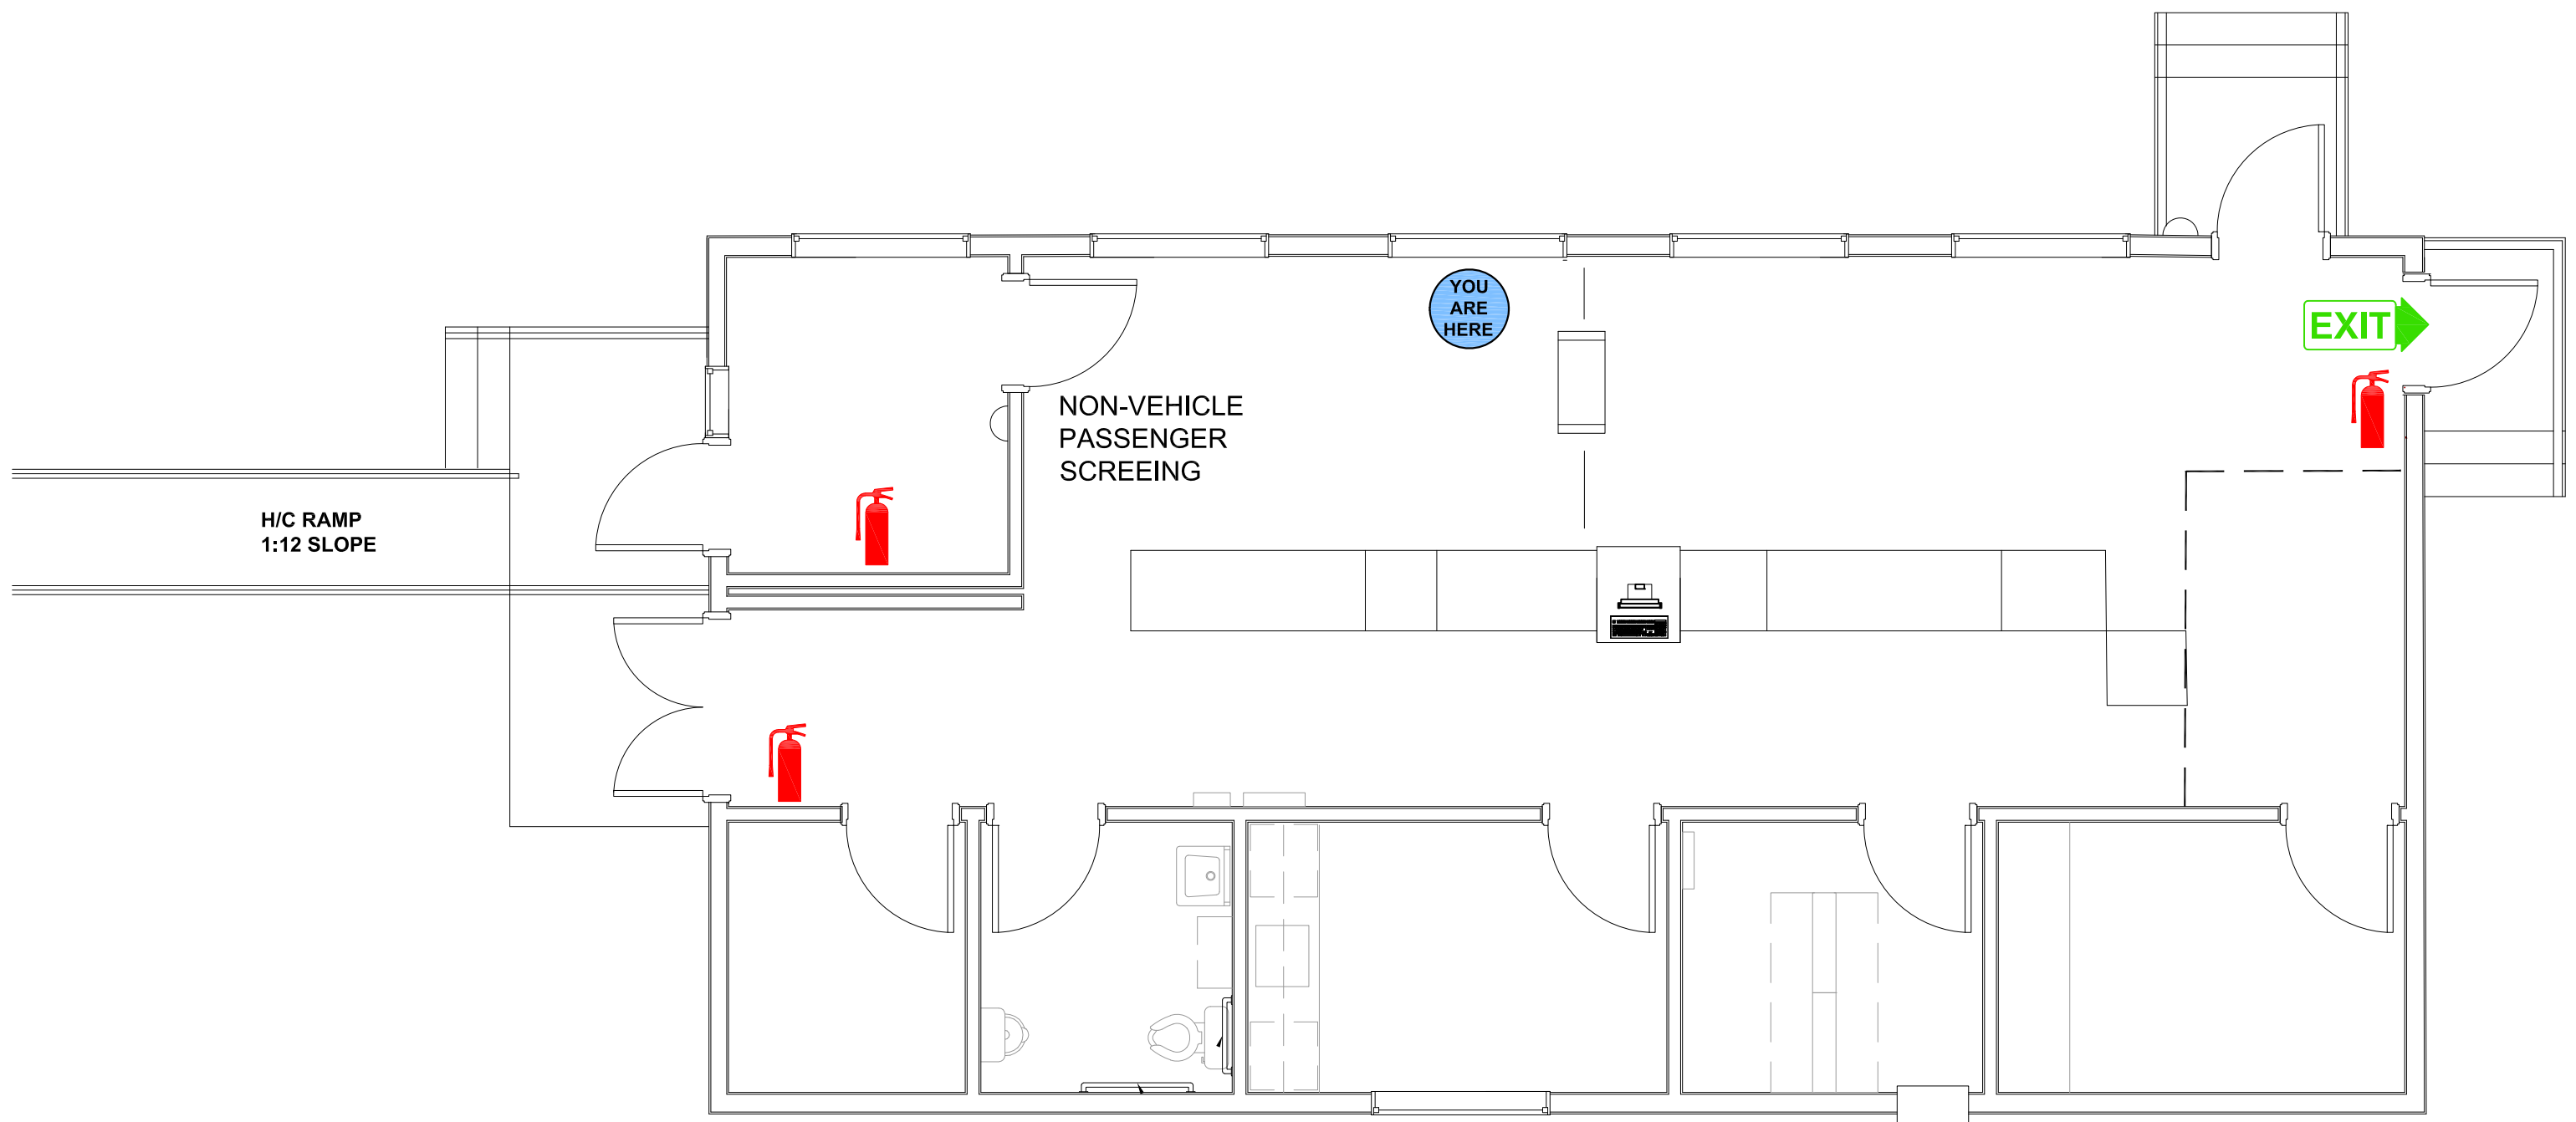 YOU
ARE
HERE
EXIT
NON-VEHICLE
PASSENGER
SCREEING
H/C RAMP
1:12 SLOPE